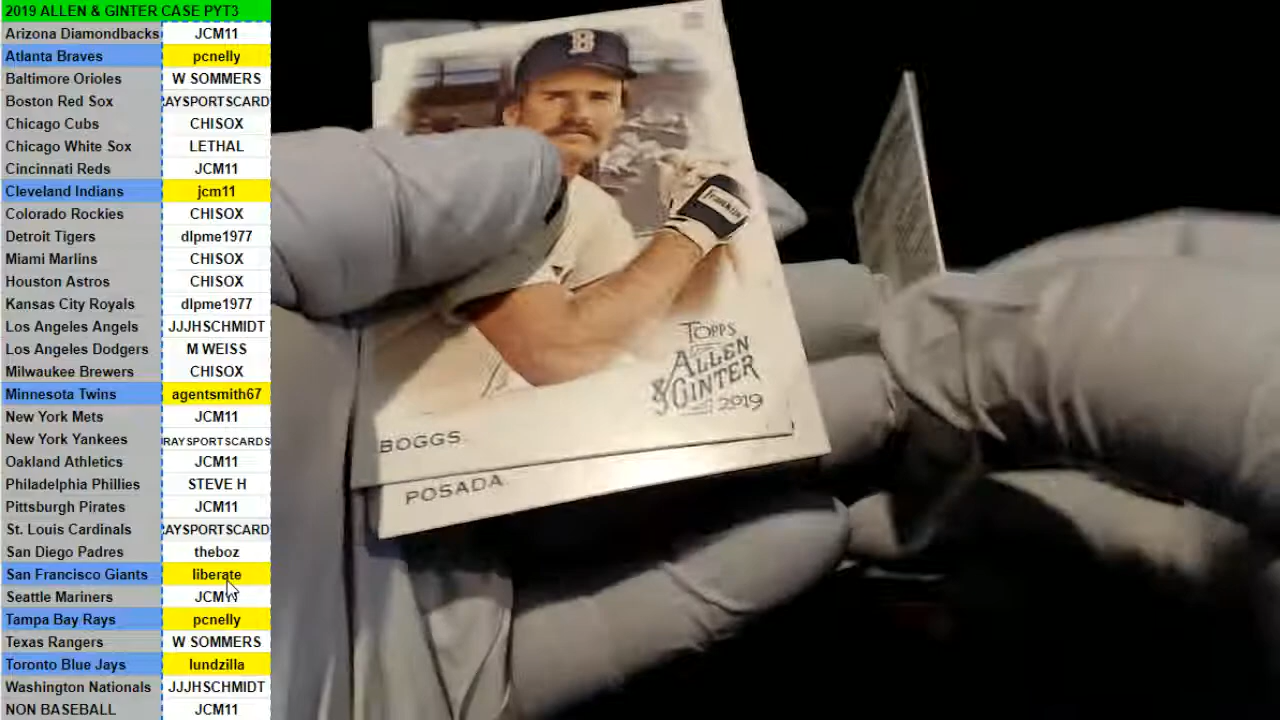 2019 ALLEN & GINTER CASE PYT3
Arizona Diamondbacks JCM11
Atlanta Braves pcnelly
Baltimore Orioles W SOMMERS
Boston Red Sox RAYSPORTSCARD
Chicago Cubs CHISOX
Chicago White Sox LETHAL
Cincinnati Reds JCM11
Cleveland Indians jcm11
Colorado Rockies CHISOX
Detroit Tigers dlpme1977
Miami Marlins CHISOX
Houston Astros CHISOX
Kansas City Royals dlpme1977
Los Angeles Angels JJJHSCHMIDT
Los Angeles Dodgers M WEISS
Milwaukee Brewers CHISOX
Minnesota Twins agentsmith67
New York Mets JCM11
New York Yankees RAYSPORTSCARDS
Oakland Athletics JCM11
Philadelphia Phillies STEVE H
Pittsburgh Pirates JCM11
St. Louis Cardinals AYSPORTSCARD
San Diego Padres theboz
San Francisco Giants liberate
Seattle Mariners JCM11
Tampa Bay Rays pcnelly
Texas Rangers W SOMMERS
Toronto Blue Jays lundzilla
Washington Nationals JJJHSCHMIDT
NON BASEBALL JCM11
B
Franklin
TOPPS
ALLEN
& GINTER
2019
BOGGS
POSADA